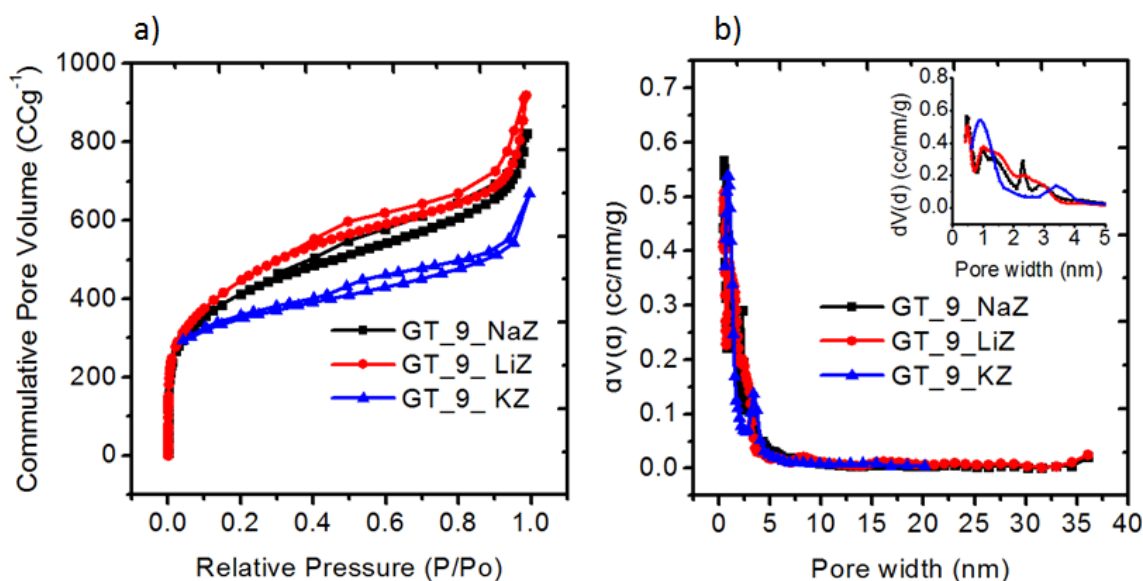 a)
Commulative Pore Volume (CCg⁻¹)
1000
800
600
400
200
0
0.0 0.2 0.4 0.6 0.8 1.0
Relative Pressure (P/Po)
GT_9_NaZ
GT_9_ LiZ
GT_9_ KZ
b)
dv(d) (cc/nm/g)
0.7
0.6
0.5
0.4
0.3
0.2
0.1
0.0
0 5 10 15 20 25 30 35 40
Pore width (nm)
GT_9_NaZ
GT_9_LiZ
GT_9_KZ
dV(d) (cc/nm/g)
0.8
0.6
0.4
0.2
0.0
0 1 2 3 4 5
Pore width (nm)